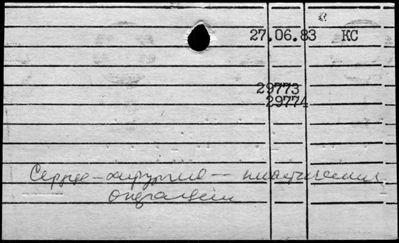 27.06.83 КС
29773
29774
Сердце - хирургия --
операции